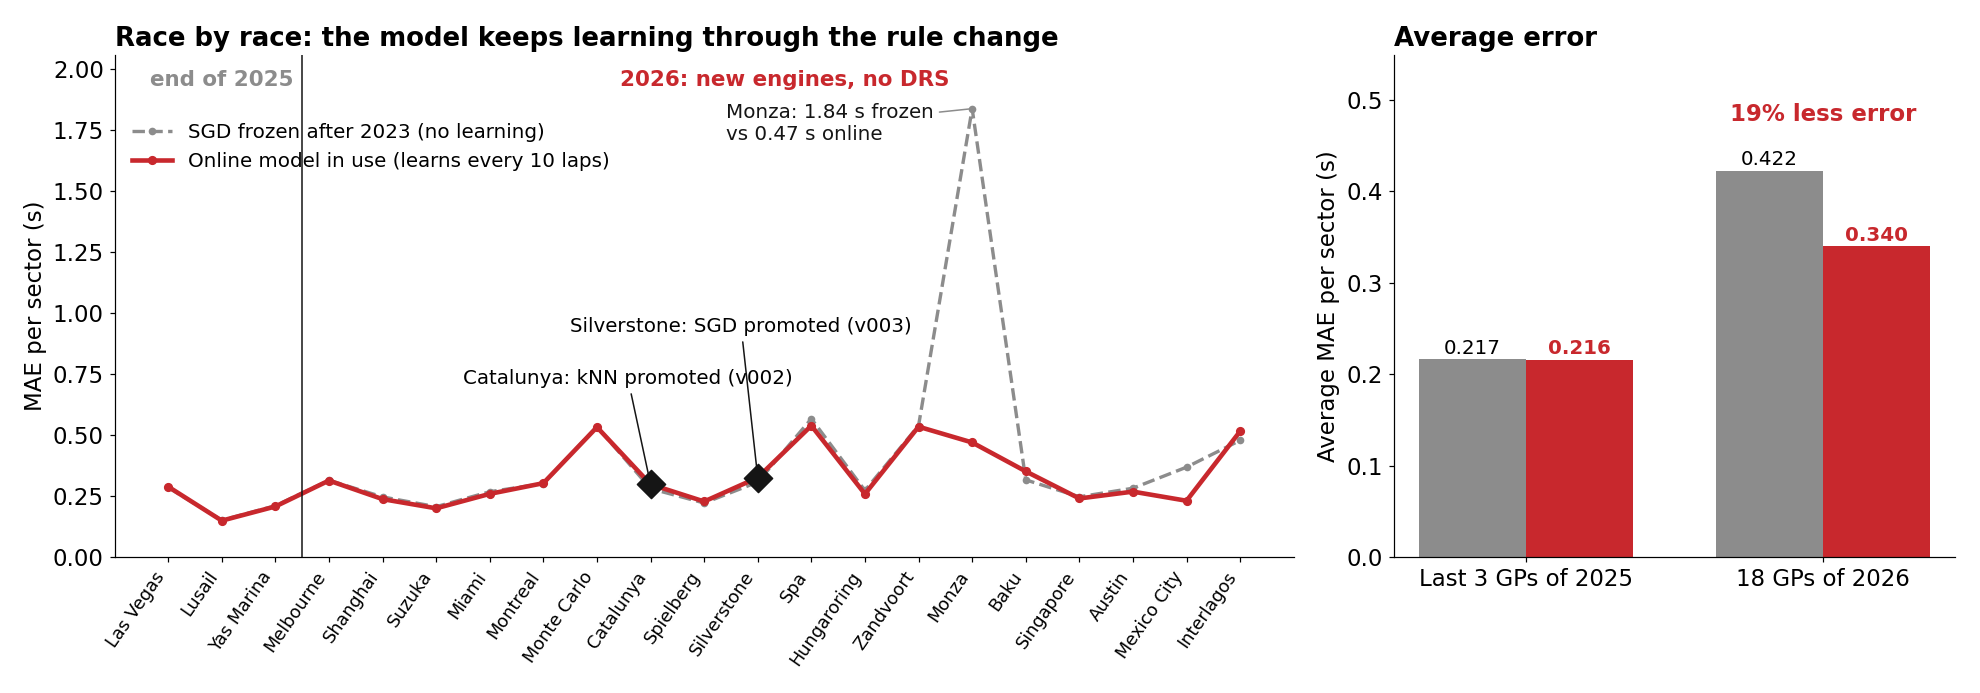 Race by race: the model keeps learning through the rule change
end of 2025
2026: new engines, no DRS
Monza: 1.84 s frozen
vs 0.47 s online
SGD frozen after 2023 (no learning)
Online model in use (learns every 10 laps)
Silverstone: SGD promoted (v003)
Catalunya: kNN promoted (v002)
MAE per sector (s)
2.00
1.75
1.50
1.25
1.00
0.75
0.50
0.25
0.00
Las Vegas
Lusail
Yas Marina
Melbourne
Shanghai
Suzuka
Miami
Montreal
Monte Carlo
Catalunya
Spielberg
Silverstone
Spa
Hungaroring
Zandvoort
Monza
Baku
Singapore
Austin
Mexico City
Interlagos
Average error
19% less error
0.422
0.340
0.217
0.216
Average MAE per sector (s)
0.5
0.4
0.3
0.2
0.1
0.0
Last 3 GPs of 2025
18 GPs of 2026